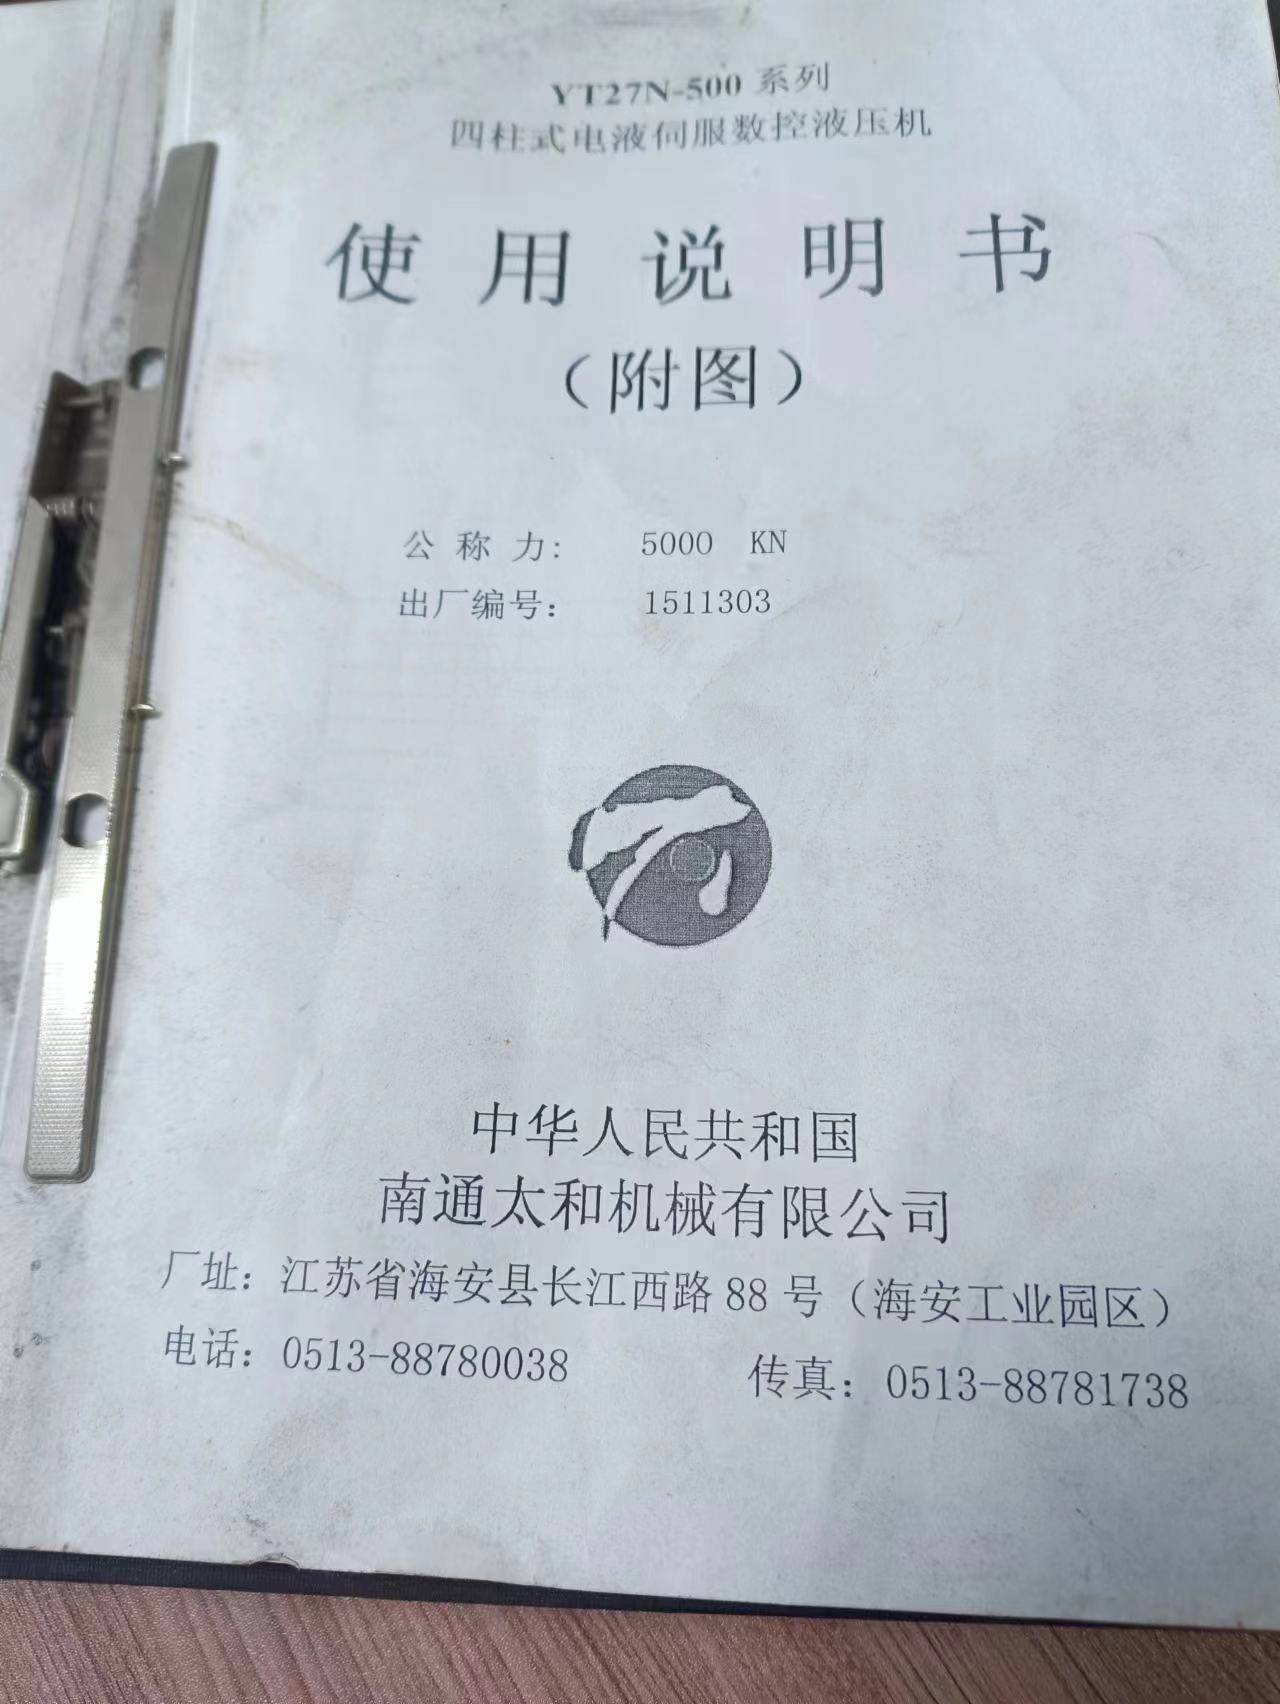 YT27N-500 系列
四柱式电液伺服数控液压机
使用说明书
（附图）
公称力： 5000 KN
出厂编号： 1511303
中华人民共和国
南通太和机械有限公司
厂址：江苏省海安县长江西路 88 号（海安工业园区）
电话：0513-88780038 传真：0513-88781738